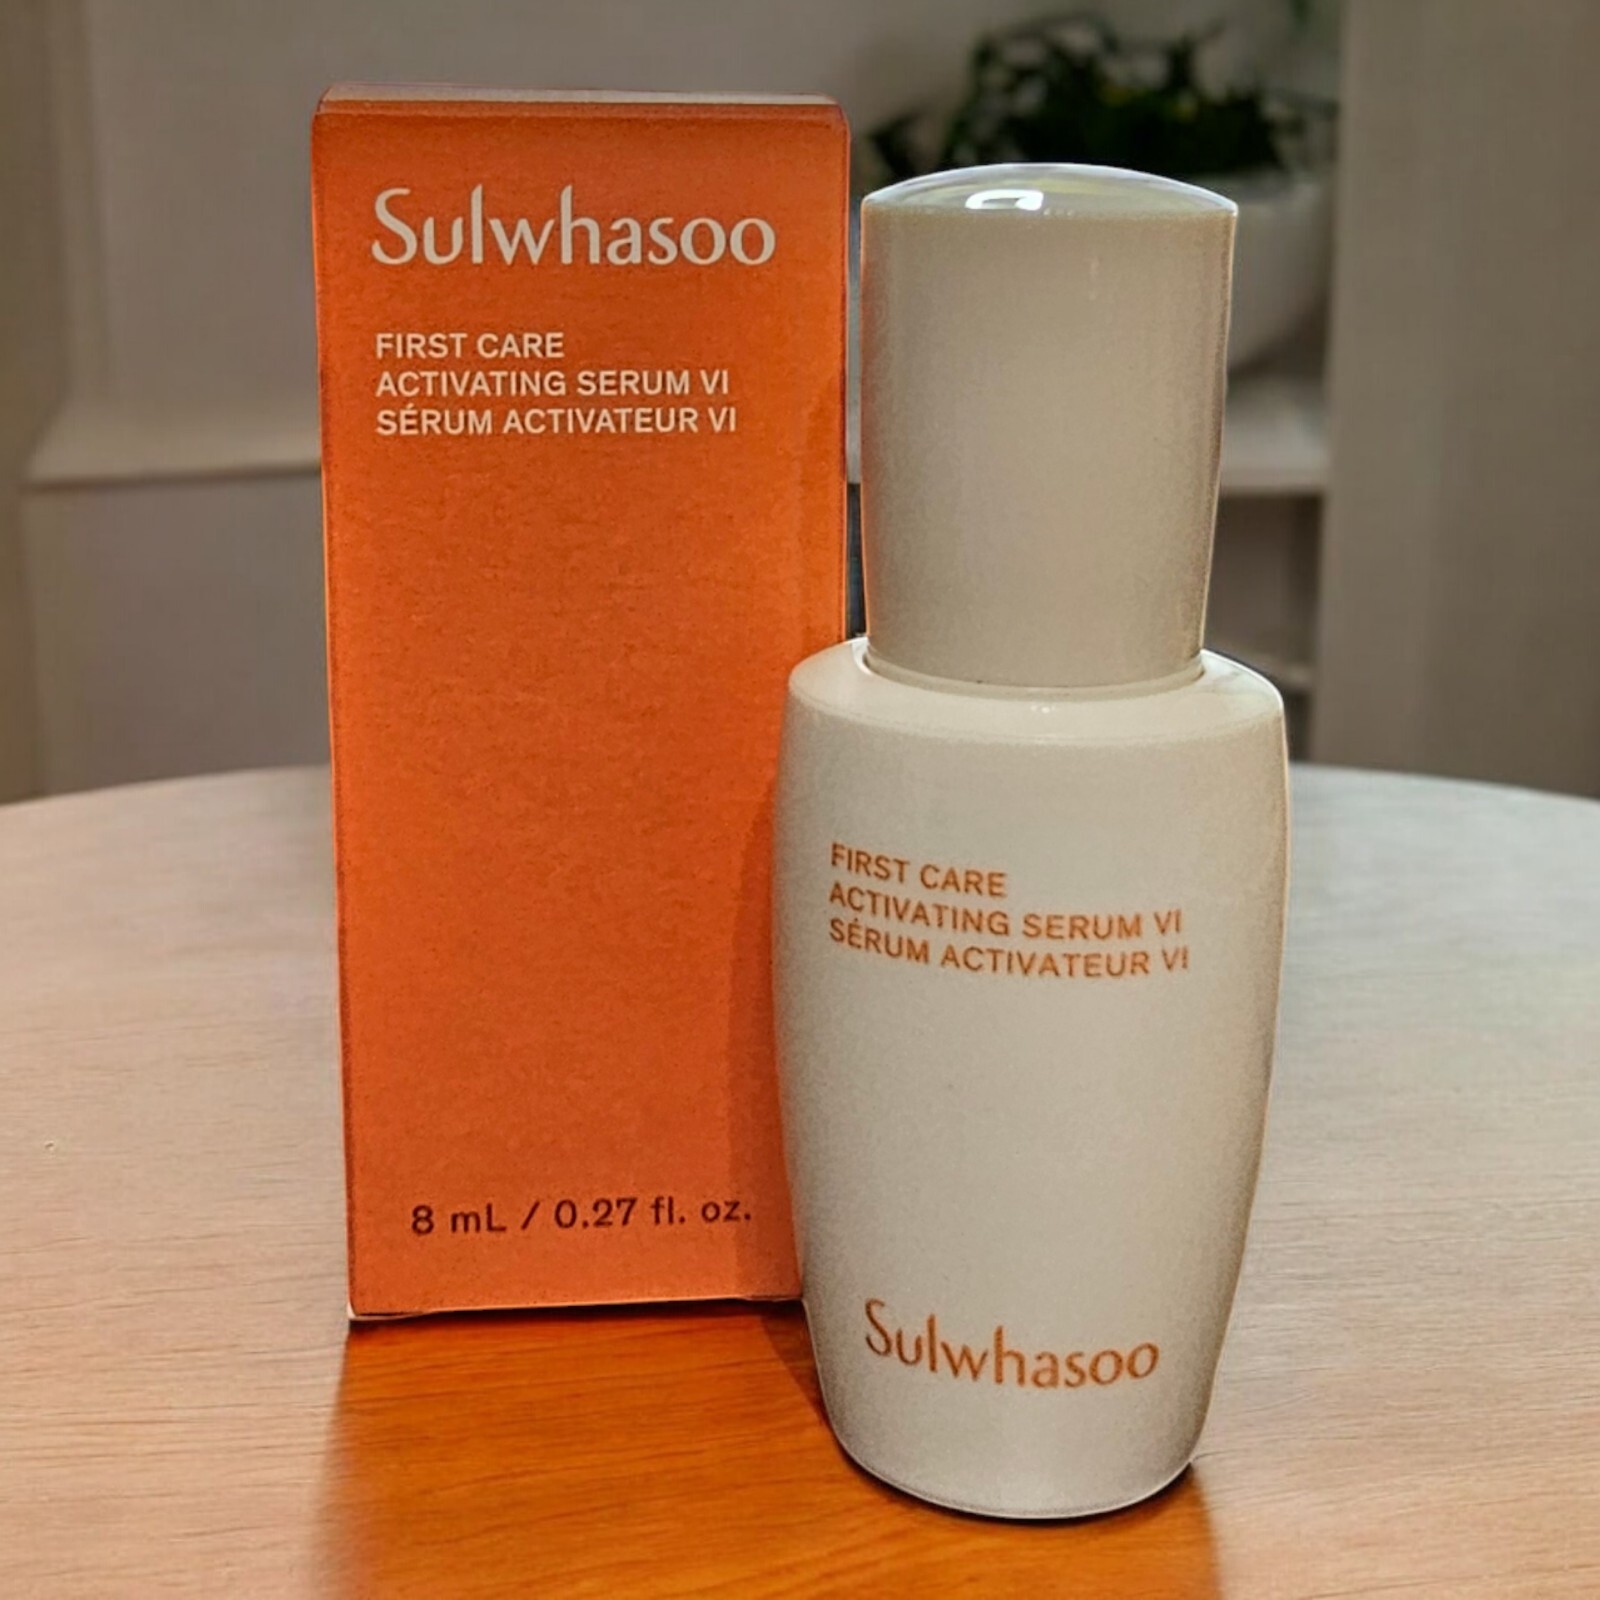 Sulwhasoo
FIRST CARE
ACTIVATING SERUM VI
SÉRUM ACTIVATEUR VI
8 mL / 0.27 fl. oz.
FIRST CARE
ACTIVATING SERUM VI
SÉRUM ACTIVATEUR VI
Sulwhasoo